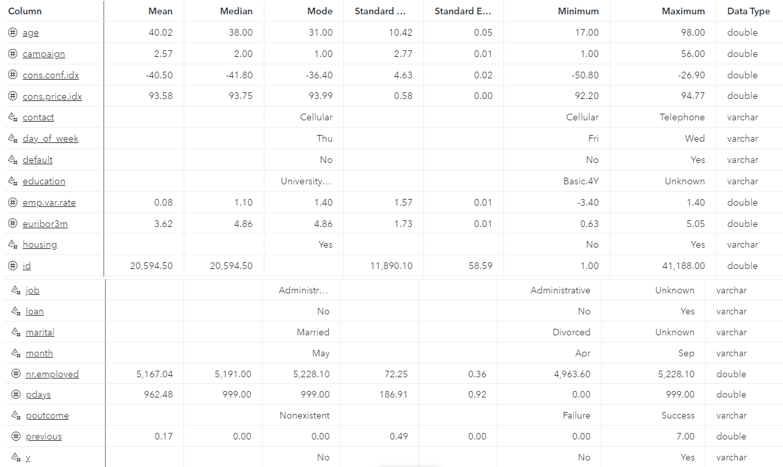 Column Mean Median Mode Standard ... Standard E... Minimum Maximum Data Type
age 40.02 38.00 31.00 10.42 0.05 17.00 98.00 double
campaign 2.57 2.00 1.00 2.77 0.01 1.00 56.00 double
cons.conf.idx -40.50 -41.80 -36.40 4.63 0.02 -50.80 -26.90 double
cons.price.idx 93.58 93.75 93.99 0.58 0.00 92.20 94.77 double
contact Cellular Cellular Telephone varchar
day_of_week Thu Fri Wed varchar
default No No Yes varchar
education University... Basic.4Y Unknown varchar
emp.var.rate 0.08 1.10 1.40 1.57 0.01 -3.40 1.40 double
euribor3m 3.62 4.86 4.86 1.73 0.01 0.63 5.05 double
housing Yes No Yes varchar
id 20,594.50 20,594.50 11,890.10 58.59 1.00 41,188.00 double
job Administr... Administrative Unknown varchar
loan No No Yes varchar
marital Married Divorced Unknown varchar
month May Apr Sep varchar
nr.employed 5,167.04 5,191.00 5,228.10 72.25 0.36 4,963.60 5,228.10 double
pdays 962.48 999.00 999.00 186.91 0.92 0.00 999.00 double
poutcome Nonexistent Failure Success varchar
previous 0.17 0.00 0.00 0.49 0.00 0.00 7.00 double
y No No Yes varchar